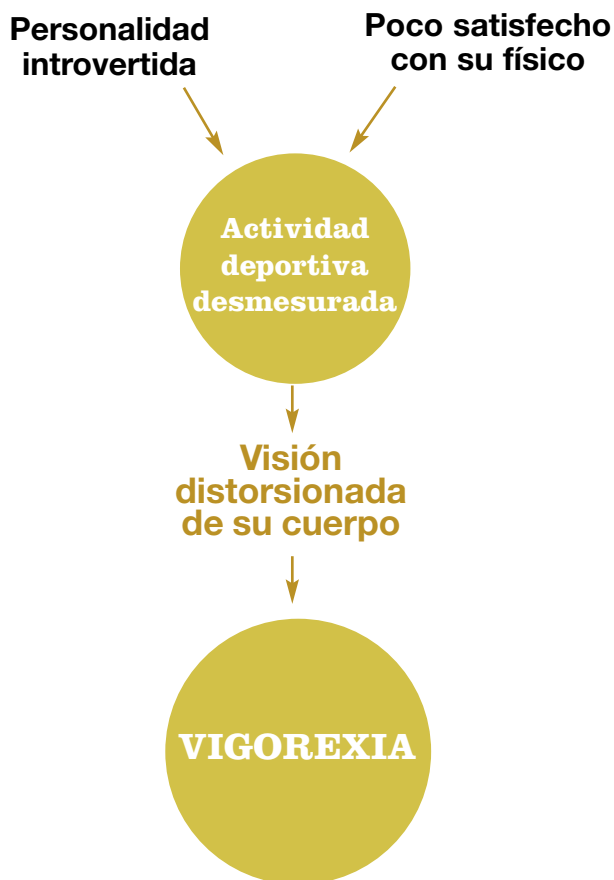 Personalidad
introvertida
Poco satisfecho
con su físico
Actividad
deportiva
desmesurada
Visión
distorsionada
de su cuerpo
VIGOREXIA